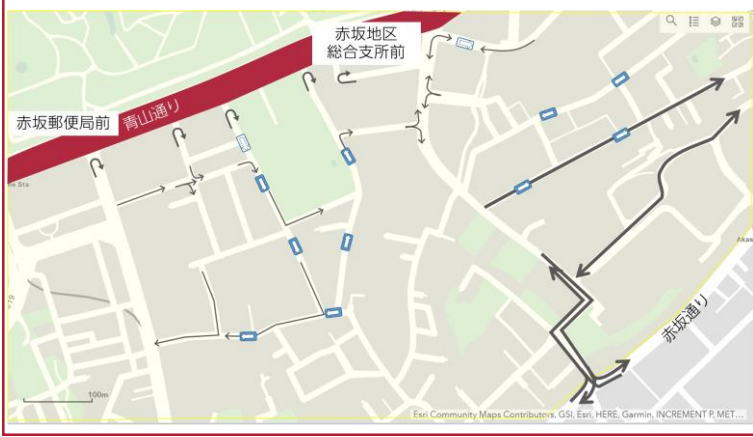 赤坂地区
総合支所前
赤坂郵便局前
青山通り
赤坂通り
100m
Esri Community Maps Contributors, GSI, Esri, HERE, Garmin, INCREMENT P, MET...